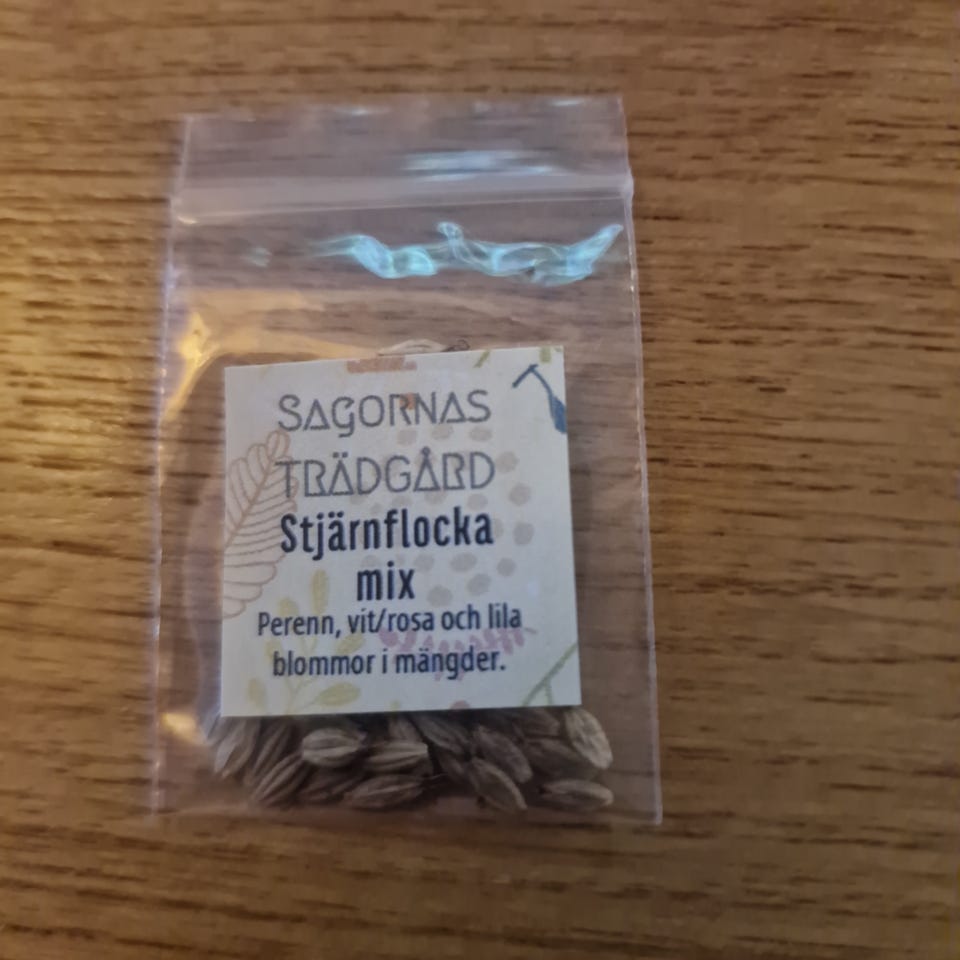 SAGORNAS
TRÄDGÅRD
Stjärnflocka
mix
Perenn, vit/rosa och lila
blommor i mängder.